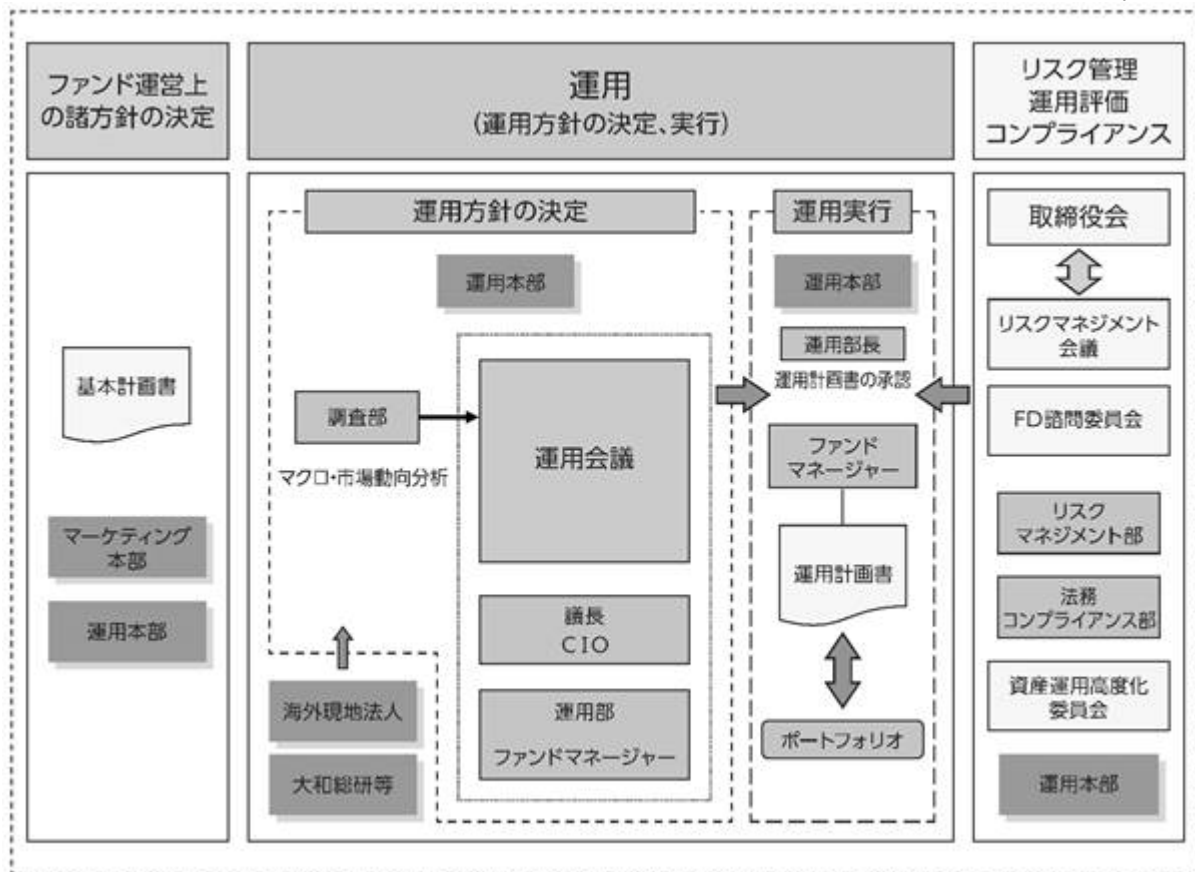 ファンド運営上
の諸方針の決定
運用
(運用方針の決定、実行)
リスク管理
運用評価
コンプライアンス
基本計画書
マーケティング
本部
運用本部
運用方針の決定
運用本部
調査部
マクロ・市場動向分析
運用会議
議長
CIO
運用部
ファンドマネージャー
海外現地法人
大和総研等
運用実行
運用本部
運用部長
運用計画書の承認
ファンド
マネージャー
運用計画書
ポートフォリオ
取締役会
リスクマネジメント
会議
FD諮問委員会
リスク
マネジメント部
法務
コンプライアンス部
資産運用高度化
委員会
運用本部